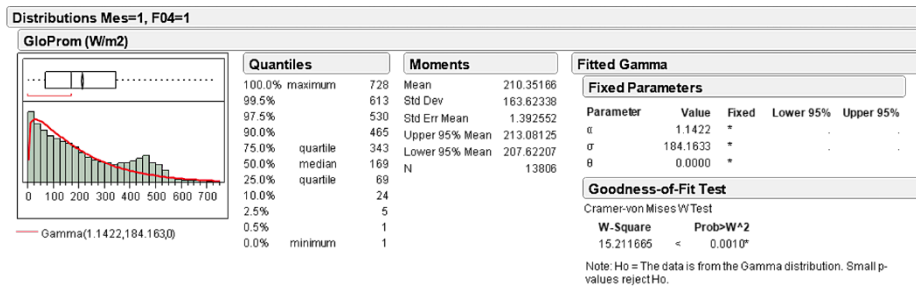 Distributions Mes=1, F04=1
GloProm (W/m2)
0 100 200 300 400 500 600 700
Gamma(1.1422,184.163,0)
Quantiles
100.0% maximum 728
99.5% 613
97.5% 530
90.0% 465
75.0% quartile 343
50.0% median 169
25.0% quartile 69
10.0% 24
2.5% 5
0.5% 1
0.0% minimum 1
Moments
Mean 210.35166
Std Dev 163.62338
Std Err Mean 1.392552
Upper 95% Mean 213.08125
Lower 95% Mean 207.62207
N 13806
Fitted Gamma
Fixed Parameters
Parameter Value Fixed Lower 95% Upper 95%
α 1.1422 * . .
σ 184.1633 * . .
θ 0.0000 *
Goodness-of-Fit Test
Cramer-von Mises W Test
W-Square Prob>W^2
15.211665 < 0.0010*
Note: Ho = The data is from the Gamma distribution. Small p-
values reject Ho.